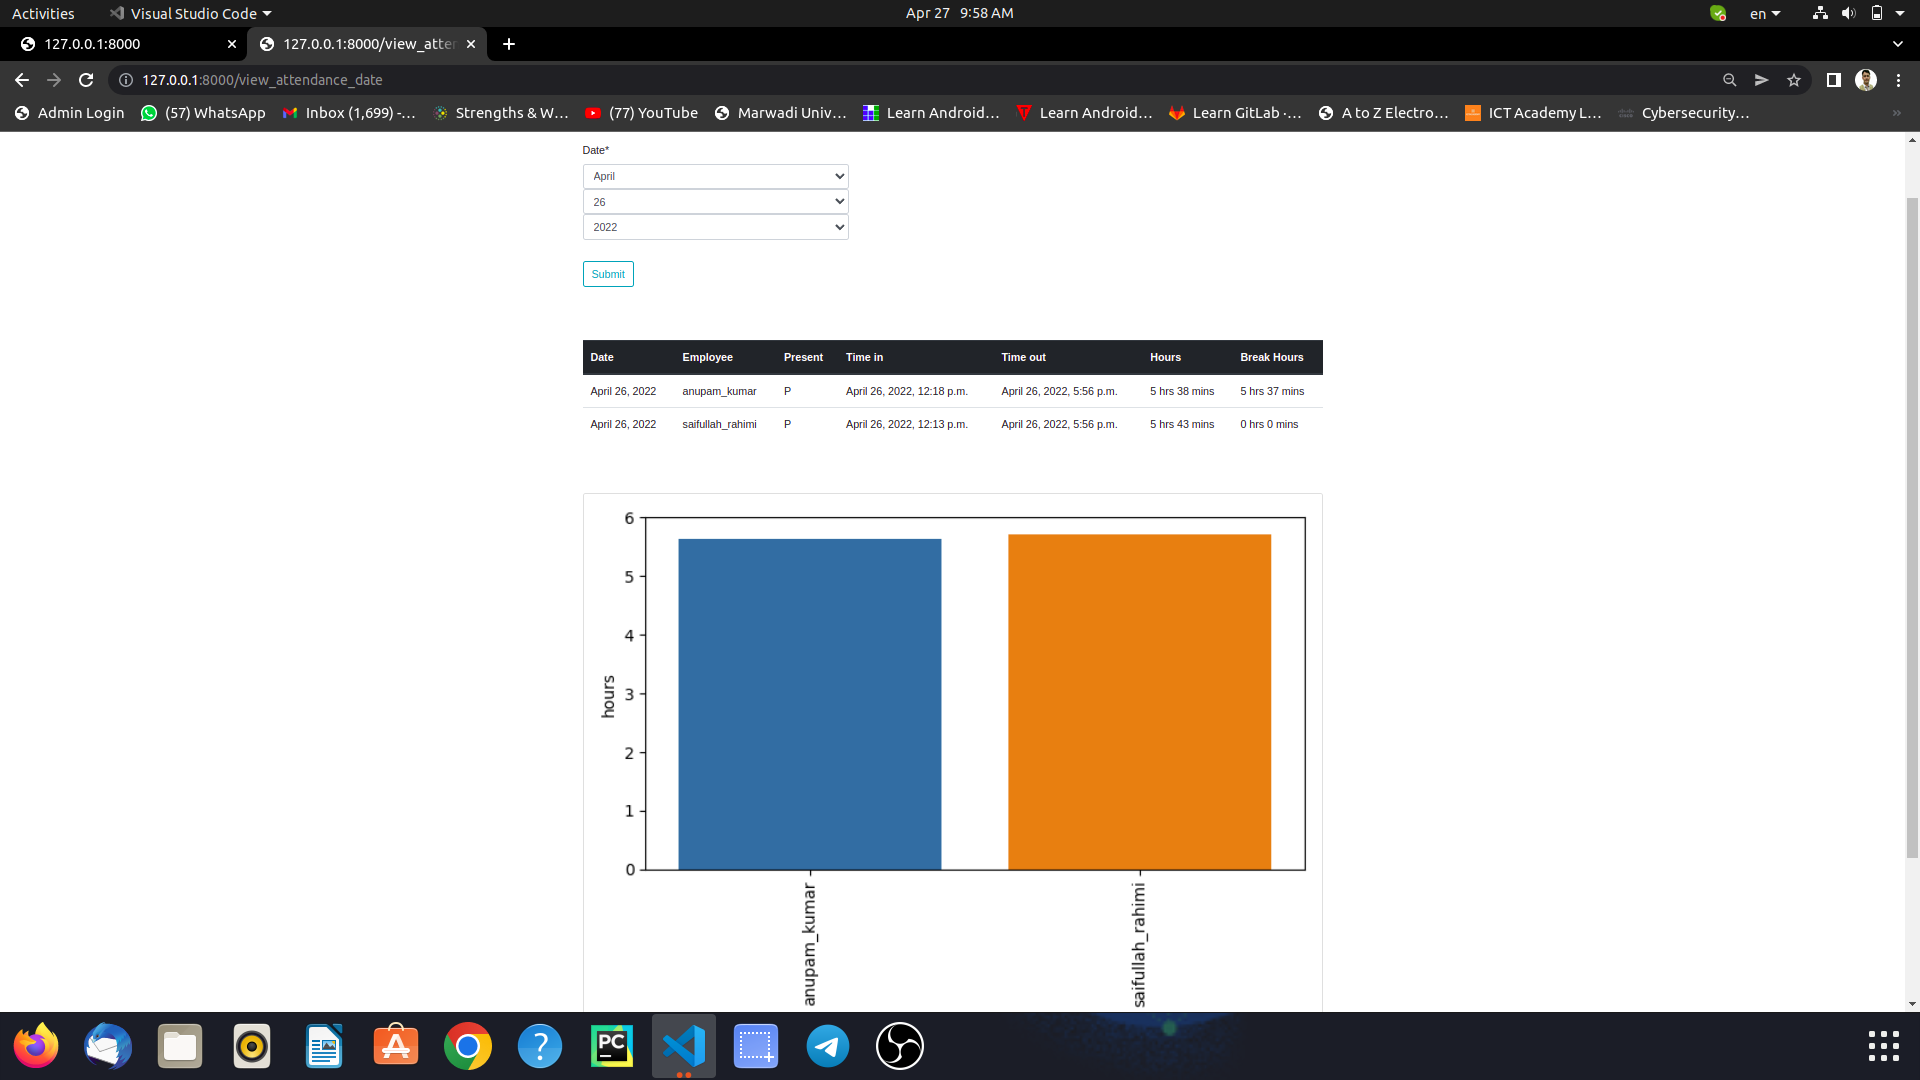 Activities Visual Studio Code Apr 27 9:58 AM en
127.0.0.1:8000 127.0.0.1:8000/view_atter
127.0.0.1:8000/view_attendance_date
Admin Login (57) WhatsApp Inbox (1,699) -… Strengths & W… (77) YouTube Marwadi Univ… Learn Android… Learn Android… Learn GitLab ·… A to Z Electro… ICT Academy L… Cybersecurity… »
Date*
April
26
2022
Submit
Date Employee Present Time in Time out Hours Break Hours
April 26, 2022 anupam_kumar P April 26, 2022, 12:18 p.m. April 26, 2022, 5:56 p.m. 5 hrs 38 mins 5 hrs 37 mins
April 26, 2022 saifullah_rahimi P April 26, 2022, 12:13 p.m. April 26, 2022, 5:56 p.m. 5 hrs 43 mins 0 hrs 0 mins
6
5
4
3
2
1
0
hours
anupam_kumar
saifullah_rahimi
PC